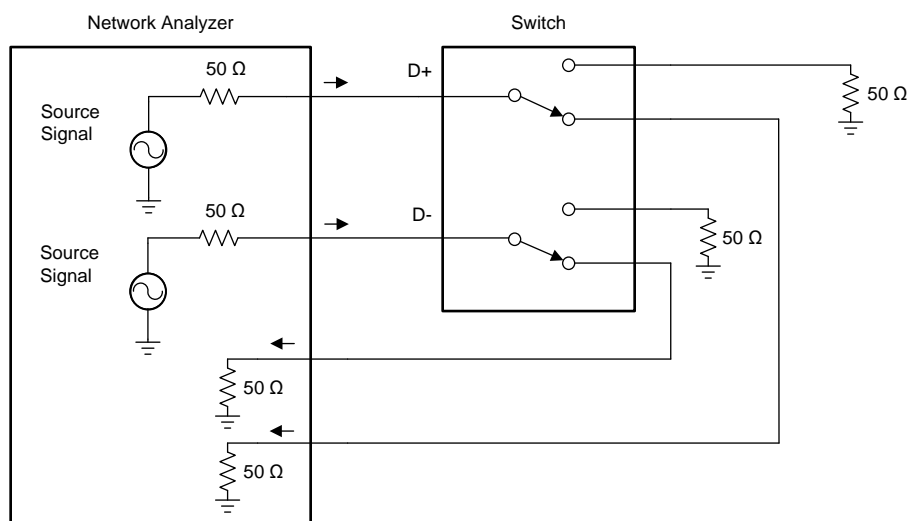 Network Analyzer
Switch
50 Ω
D+
50 Ω
Source
Signal
50 Ω
D-
50 Ω
Source
Signal
50 Ω
50 Ω